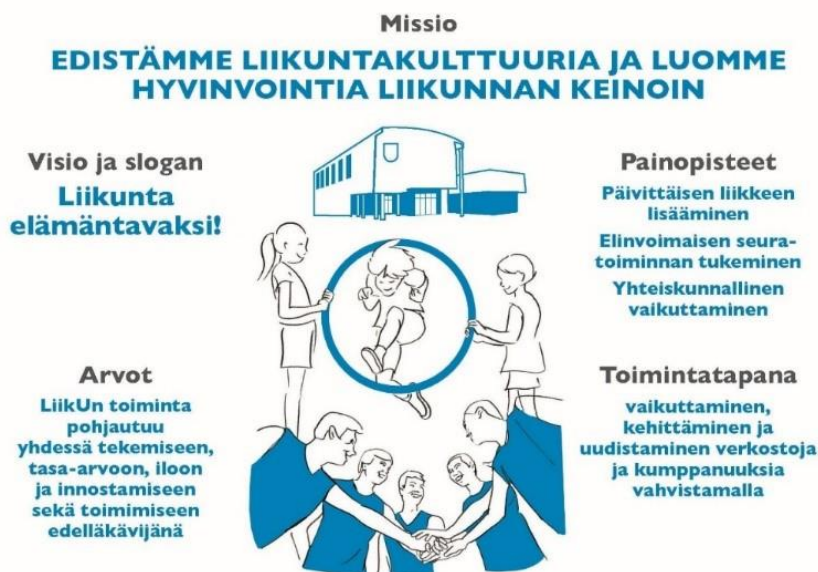 Missio
EDISTÄMME LIIKUNTAKULTTUURIA JA LUOMME
HYVINVOINTIA LIIKUNNAN KEINOIN
Visio ja slogan
Liikunta
elämäntavaksi!
Painopisteet
Päivittäisen liikkeen
lisääminen
Elinvoimaisen seura-
toiminnan tukeminen
Yhteiskunnallinen
vaikuttaminen
Arvot
LiikUn toiminta
pohjautuu
yhdessä tekemiseen,
tasa-arvoon, iloon
ja innostamiseen
sekä toimimiseen
edelläkävijänä
Toimintatapana
vaikuttaminen,
kehittäminen ja
uudistaminen verkostoja
ja kumppanuuksia
vahvistamalla